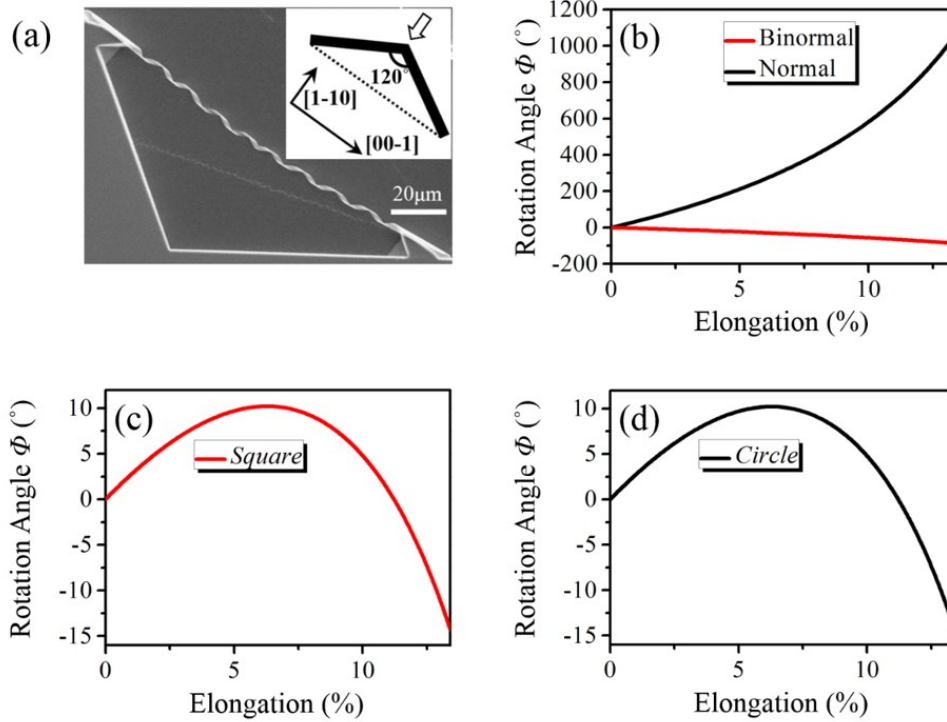 (a)
120°
[1-10]
[00-1]
20μm
(b)
Rotation Angle Φ (°)
1200
1000
800
600
400
200
0
-200
Binormal
Normal
0
5
10
Elongation (%)
(c)
Rotation Angle Φ (°)
10
5
0
-5
-10
-15
Square
0
5
10
Elongation (%)
(d)
Rotation Angle Φ (°)
10
5
0
-5
-10
-15
Circle
0
5
10
Elongation (%)